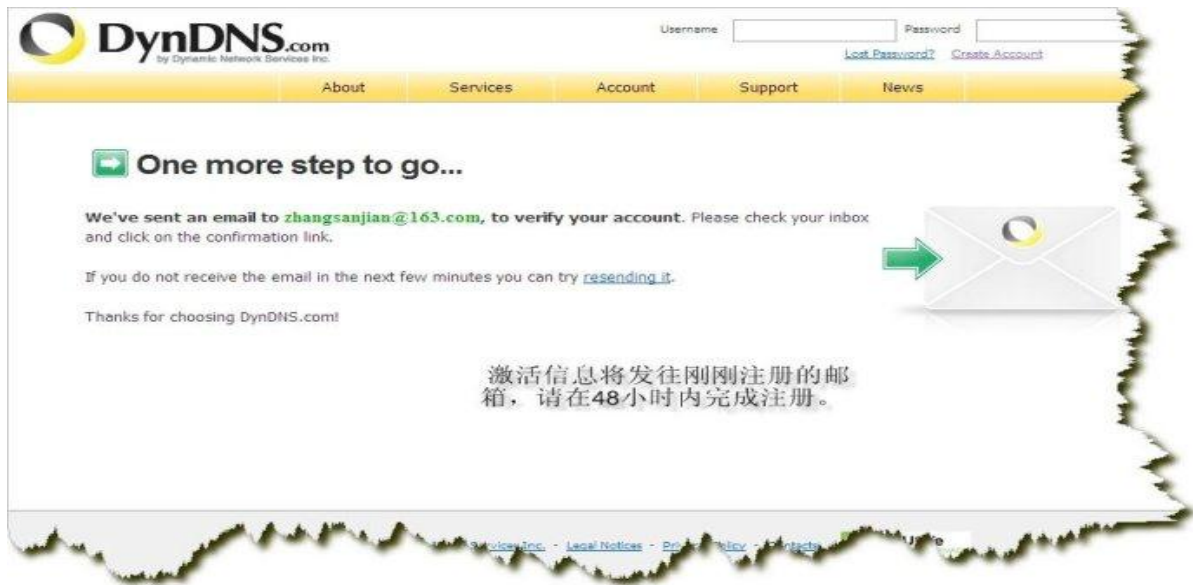 DynDNS.com
by Dynamic Network Services Inc.
Username
Password
Lost Password? Create Account
About Services Account Support News
One more step to go...
We've sent an email to zhangsanjian@163.com, to verify your account. Please check your inbox
and click on the confirmation link.
If you do not receive the email in the next few minutes you can try resending it.
Thanks for choosing DynDNS.com!
激活信息将发往刚刚注册的邮
箱，请在48小时内完成注册。
Inc. - Legal Notices -